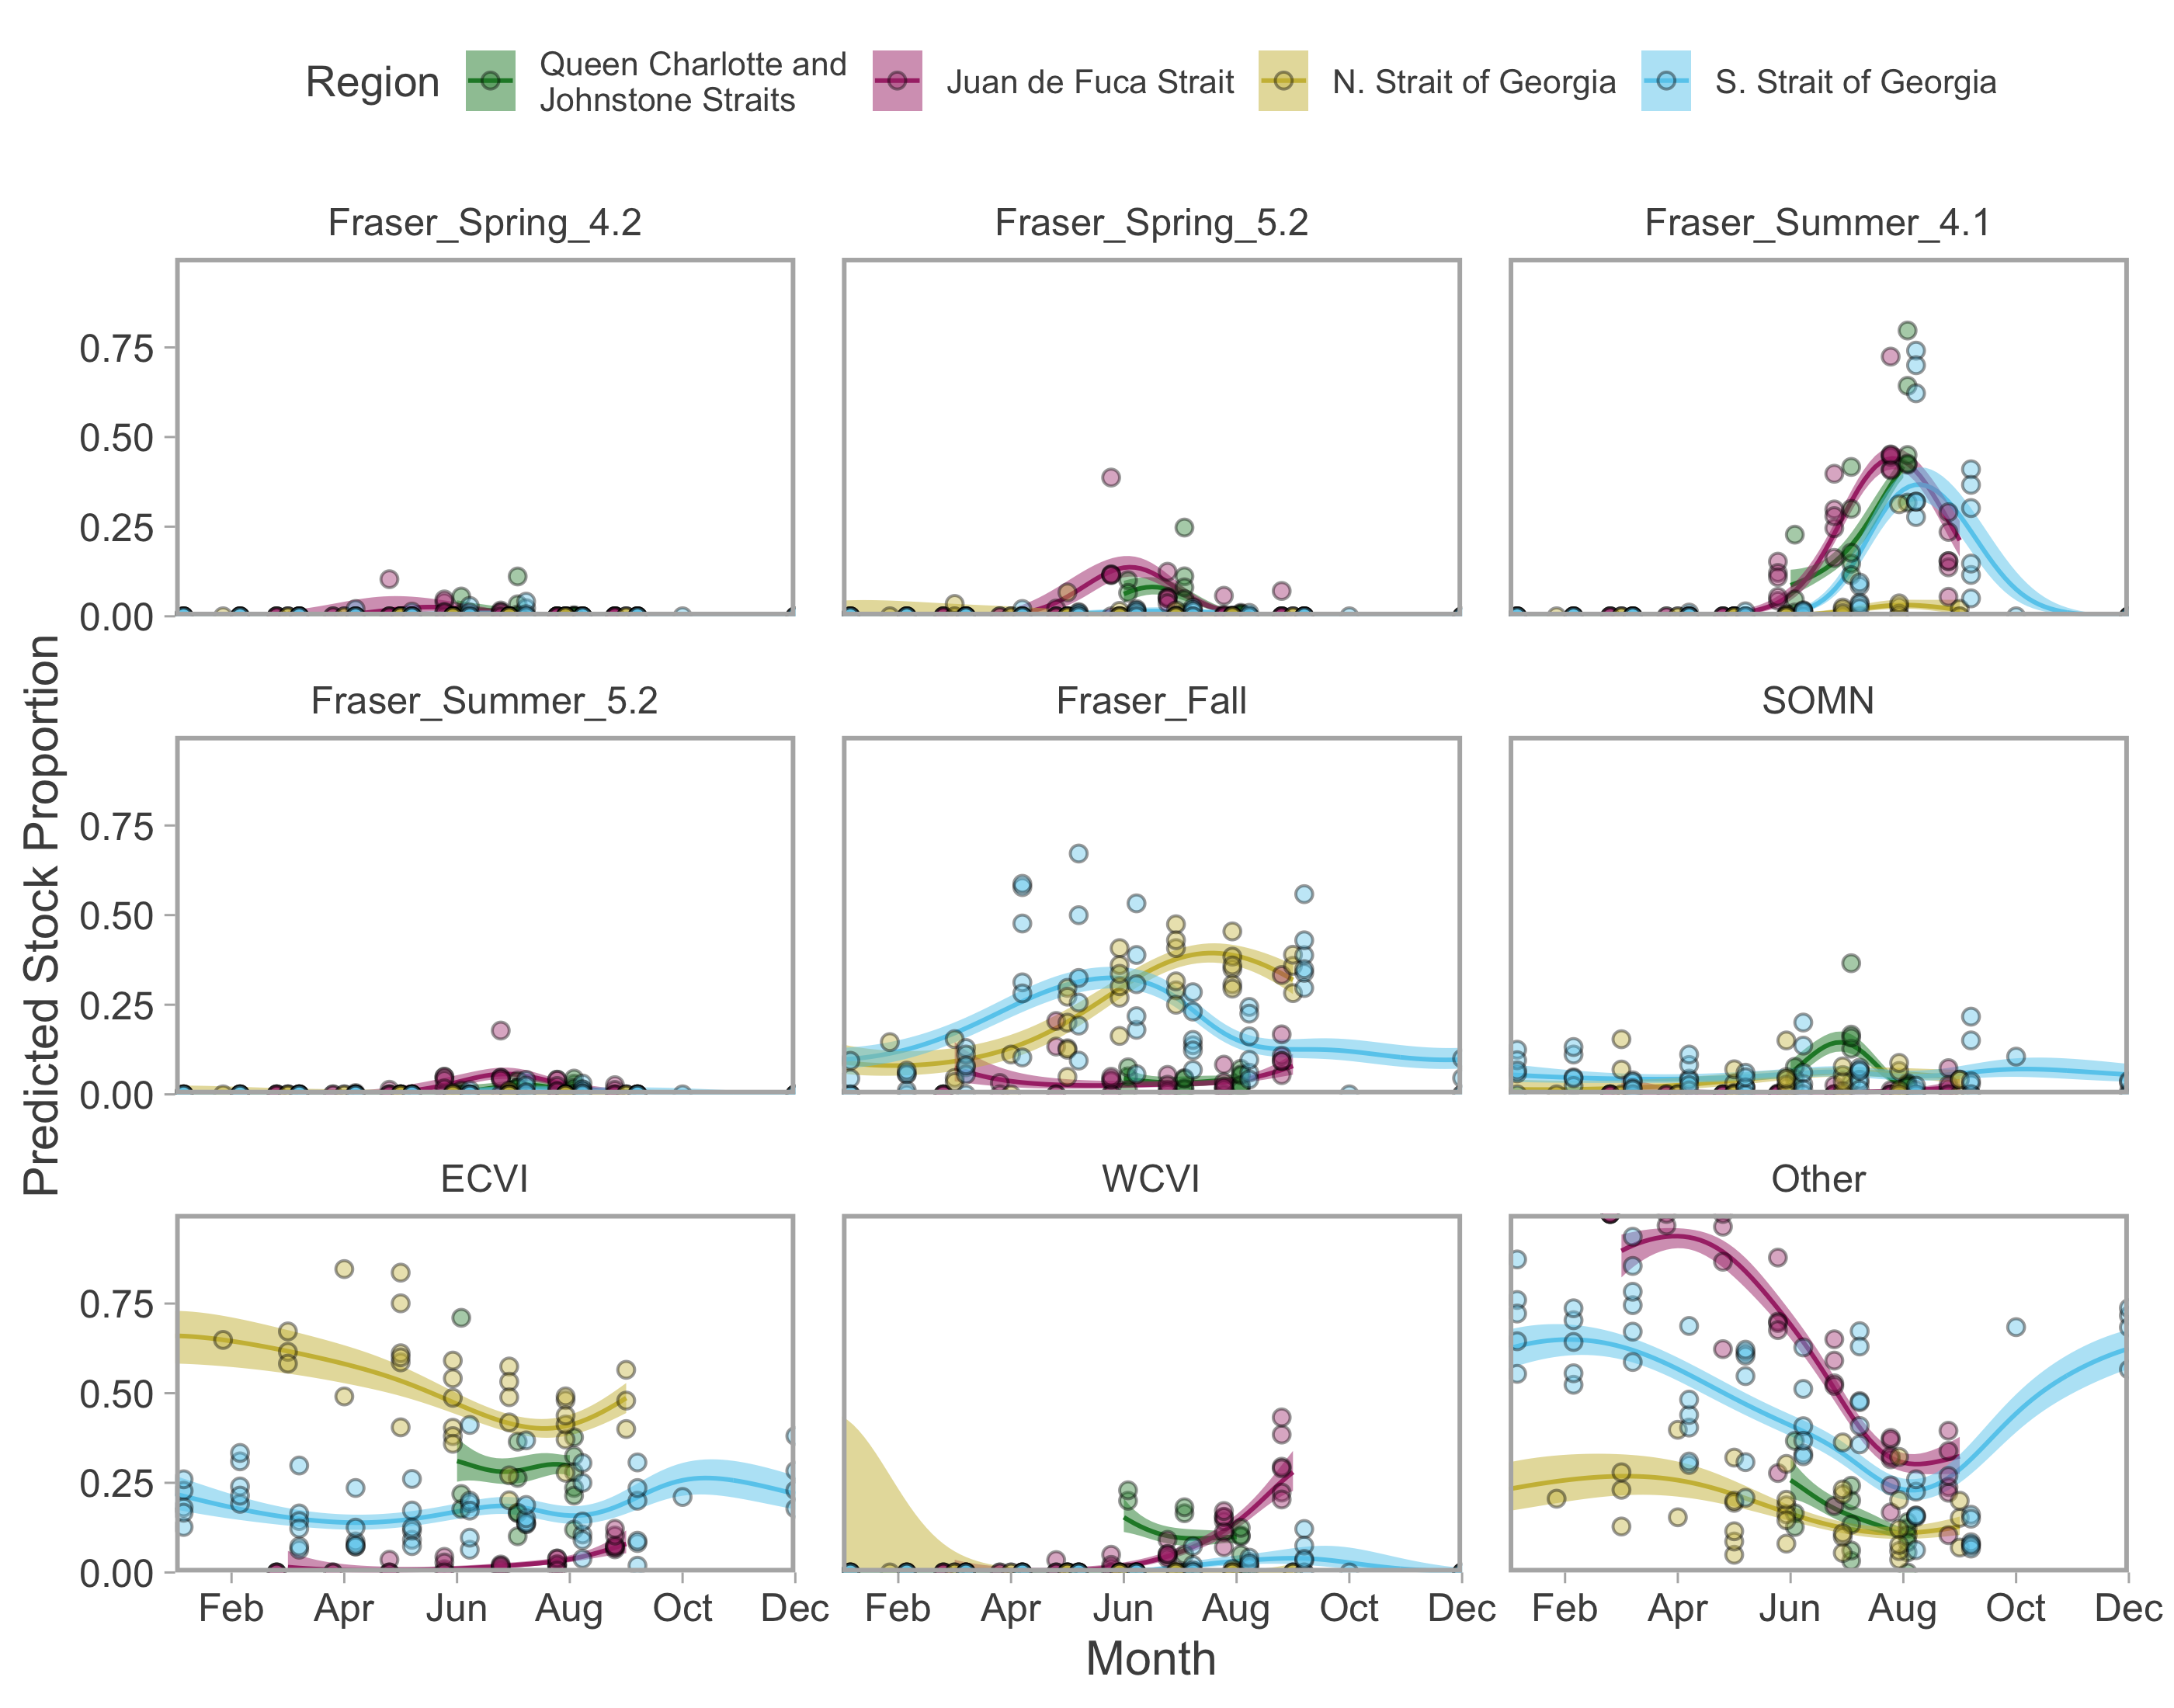 Region
Queen Charlotte and
Johnstone Straits
Juan de Fuca Strait
N. Strait of Georgia
S. Strait of Georgia
Fraser_Spring_4.2
Fraser_Spring_5.2
Fraser_Summer_4.1
0.75
0.50
0.25
0.00
Fraser_Summer_5.2
Fraser_Fall
SOMN
0.75
0.50
0.25
0.00
Predicted Stock Proportion
ECVI
WCVI
Other
0.75
0.50
0.25
0.00
Feb Apr Jun Aug Oct Dec
Feb Apr Jun Aug Oct Dec
Feb Apr Jun Aug Oct Dec
Month